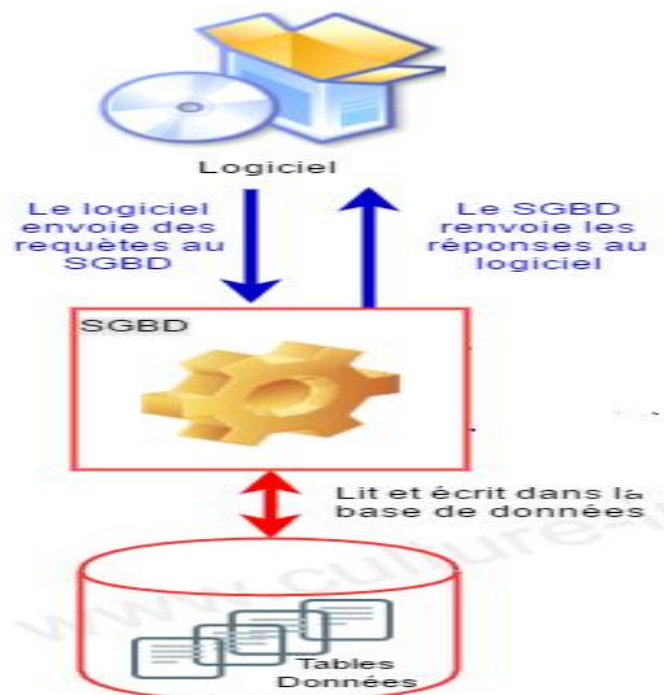 Logiciel
Le logiciel
envoie des
requètes au
SGBD
Le SGBD
renvoie les
réponses au
logiciel
SGBD
Lit et écrit dans la
base de données
Tables
Données